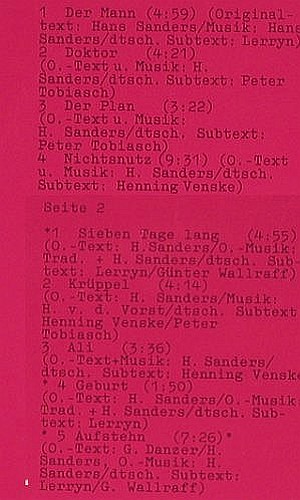 1 Der Mann (4:59) (Original-
text: Hans Sanders/Musik: Hans
Sanders/dtsch. Subtext: Lerryn)
2 Doktor (4:21)
(O.-Text u. Musik: H.
Sanders/dtsch. Subtext: Peter
Tobiasch)
3 Der Plan (3:22)
(O.-Text u. Musik:
H. Sanders/dtsch. Subtext:
Peter Tobiasch)
4 Nichtsnutz (9:31) (O.-Text
u. Musik: H. Sanders/dtsch.
Subtext: Henning Venske)
Seite 2
*1 Sieben Tage lang (4:55)
(O.-Text: H.Sanders/O.-Musik:
Trad. + H. Sanders/dtsch. Sub-
text: Lerryn/Günter Wallraff)
2 Krüppel (4:14)
(O.-Text: H. Sanders/Musik:
H. v. d. Vorst/dtsch. Subtext
Henning Venske/Peter
Tobiasch)
3 Ali (3:36)
(O.-Text+Musik: H. Sanders/
dtsch. Subtext: Henning Venske
* 4 Geburt (1:50)
(O.-Text: H. Sanders/O.-Musik
Trad. + H. Sanders/dtsch. Sub-
text: Lerryn)
* 5 Aufstehn (7:26)*
(O.-Text: G. Danzer/H.
Sanders, O.-Musik: H.
Sanders/dtsch. Subtext:
Lerryn/G. Wallraff)